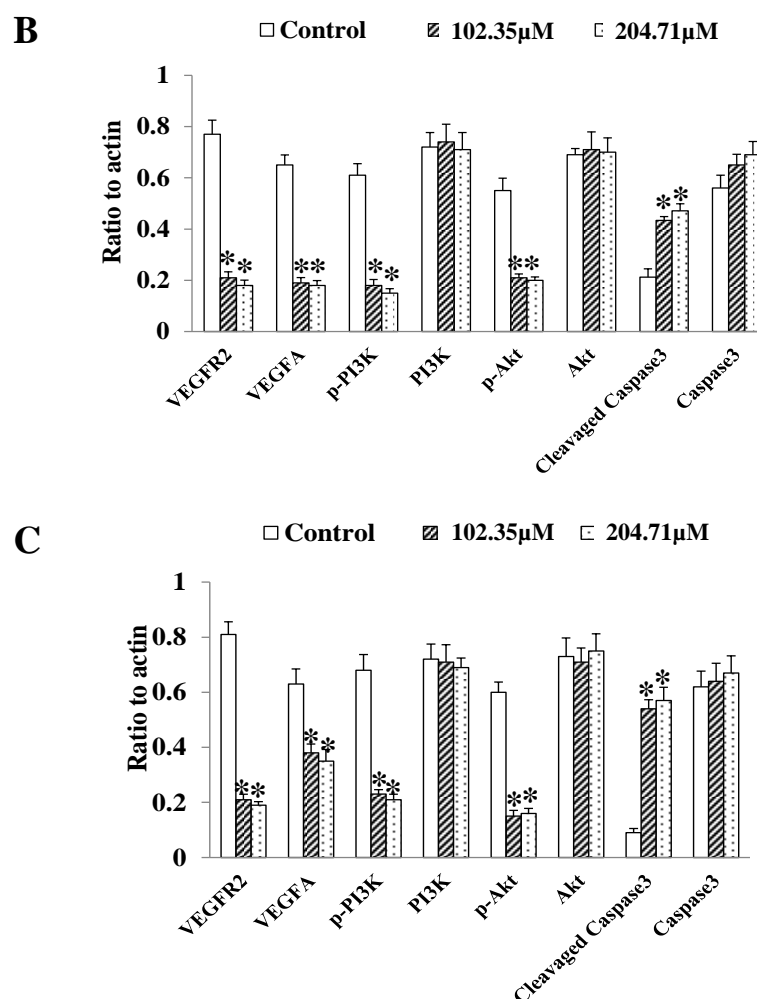 B
Control 102.35μM 204.71μM
Ratio to actin
1
0.8
0.6
0.4
0.2
0
* * ** * * ** * *
VEGFR2 VEGFA p-PI3K PI3K p-Akt Akt Cleavaged Caspase3 Caspase3
C
Control 102.35μM 204.71μM
Ratio to actin
1
0.8
0.6
0.4
0.2
0
** * * ** * * * *
VEGFR2 VEGFA p-PI3K PI3K p-Akt Akt Cleavaged Caspase3 Caspase3